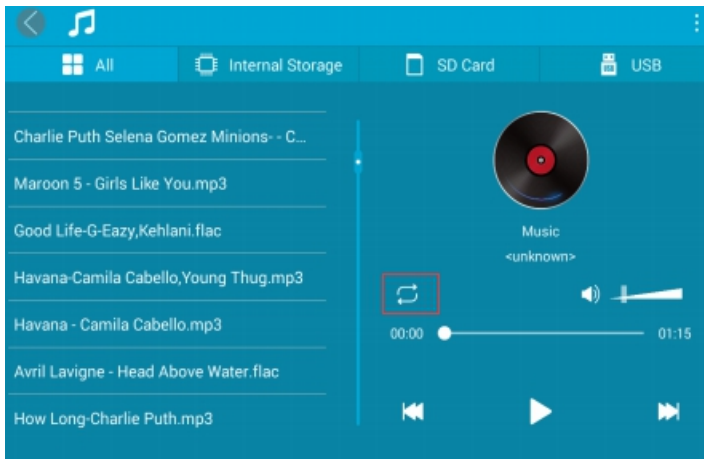 All
Internal Storage
SD Card
USB
Charlie Puth Selena Gomez Minions- - C...
Maroon 5 - Girls Like You.mp3
Good Life-G-Eazy,Kehlani.flac
Havana-Camila Cabello,Young Thug.mp3
Havana - Camila Cabello.mp3
Avril Lavigne - Head Above Water.flac
How Long-Charlie Puth.mp3
Music
<unknown>
00:00
01:15